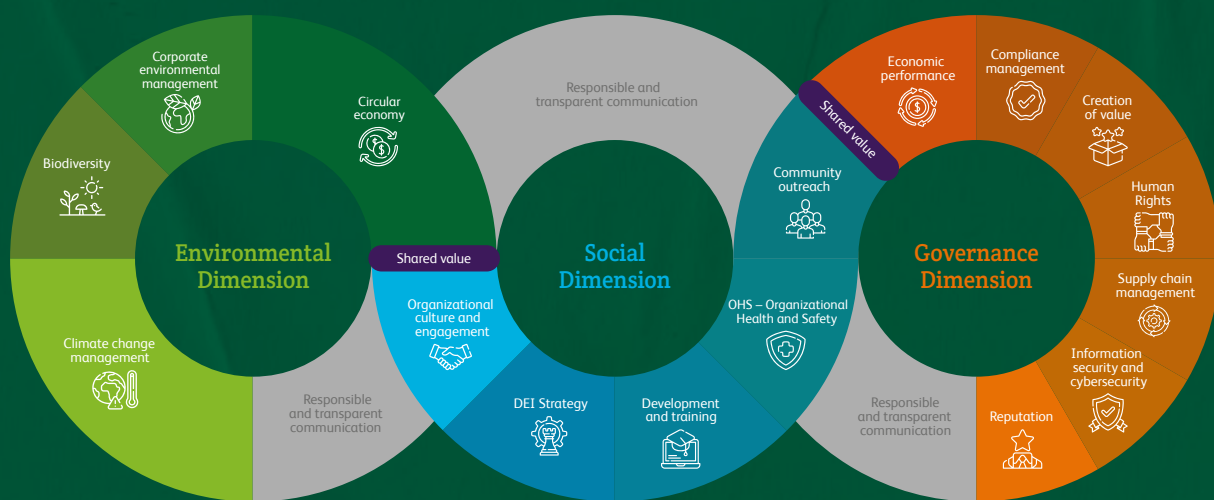 Corporate
environmental
management
Circular
economy
Biodiversity
Environmental
Dimension
Climate change
management
Responsible
and transparent
communication
Responsible and
transparent communication
Shared value
Social
Dimension
Organizational
culture and
engagement
DEI Strategy
Development
and training
OHS – Organizational
Health and Safety
Community
outreach
Shared value
Economic
performance
Compliance
management
Creation
of value
Human
Rights
Governance
Dimension
Supply chain
management
Information
security and
cybersecurity
Reputation
Responsible
and transparent
communication